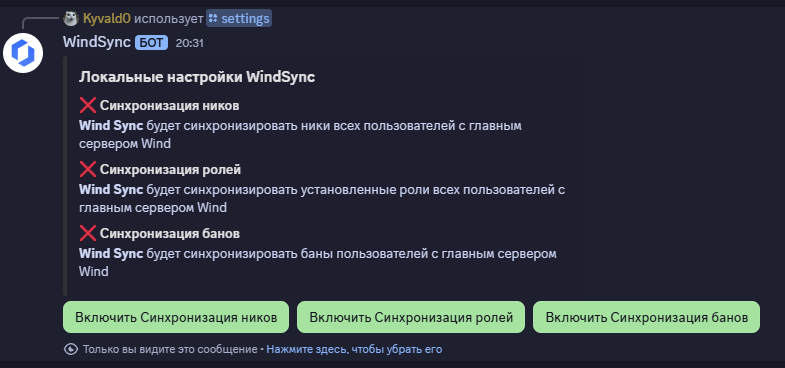 Kyvald0 использует settings
WindSync БОТ 20:31
Локальные настройки WindSync
❌ Синхронизация ников
Wind Sync будет синхронизировать ники всех пользователей с главным
сервером Wind
❌ Синхронизация ролей
Wind Sync будет синхронизировать установленные роли всех пользователей с
главным сервером Wind
❌ Синхронизация банов
Wind Sync будет синхронизировать баны пользователей с главным сервером
Wind
Включить Синхронизация ников Включить Синхронизация ролей Включить Синхронизация банов
Только вы видите это сообщение • Нажмите здесь, чтобы убрать его